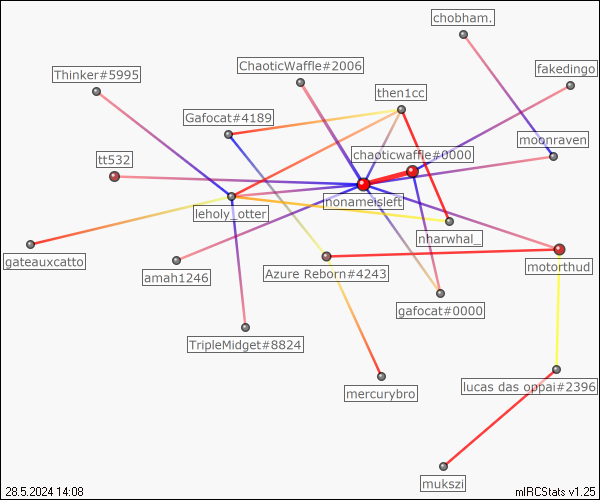 chobham.
ChaoticWaffle#2006
fakedingo
Thinker#5995
then1cc
Gafocat#4189
moonraven
chaoticwaffle#0000
tt532
nonameisleft
leholy_otter
nharwhal_
gateauxcatto
amah1246
Azure Reborn#4243
motorthud
gafocat#0000
TripleMidget#8824
lucas das oppai#2396
mercurybro
mukszi
28.5.2024 14:08
mIRCStats v1.25